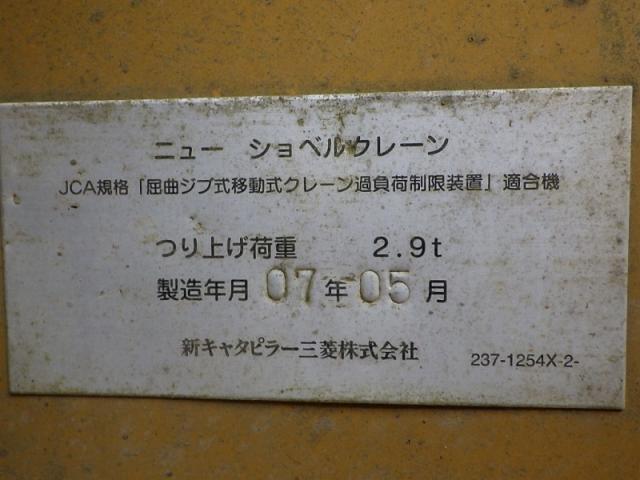 ニュー ショベルクレーン
JCA規格「屈曲ジブ式移動式クレーン過負荷制限装置」適合機
つり上げ荷重 2.9t
製造年月 07年05月
新キャタピラー三菱株式会社
237-1254X-2-